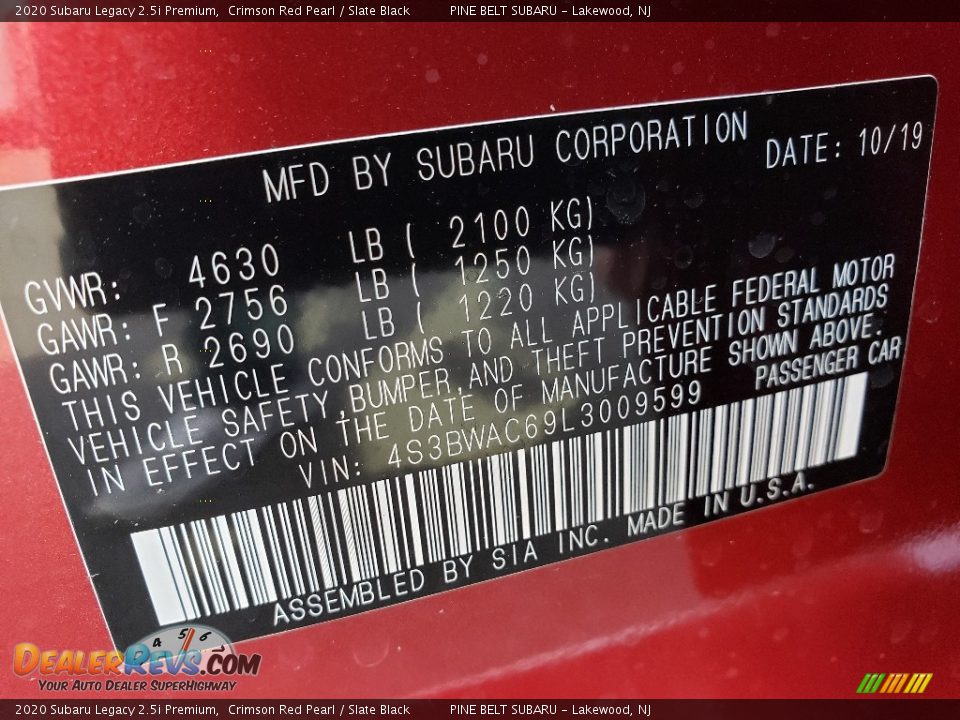 2020 Subaru Legacy 2.5i Premium,  Crimson Red Pearl / Slate Black          PINE BELT SUBARU - Lakewood, NJ
MFD BY SUBARU CORPORATION    DATE: 10/19
GVWR:      4630    LB (  2100 KG)
GAWR: F  2756    LB (  1250 KG)
GAWR: R  2690    LB (  1220 KG)
THIS VEHICLE CONFORMS TO ALL APPLICABLE FEDERAL MOTOR
VEHICLE SAFETY,BUMPER,AND THEFT PREVENTION STANDARDS
IN EFFECT ON THE DATE OF MANUFACTURE SHOWN ABOVE.
VIN: 4S3BWAC69L3009599    PASSENGER CAR
ASSEMBLED BY SIA INC. MADE IN U.S.A.
4 5 6
DEALERREVS.COM
YOUR AUTO DEALER SUPERHIGHWAY
2020 Subaru Legacy 2.5i Premium,  Crimson Red Pearl / Slate Black          PINE BELT SUBARU - Lakewood, NJ